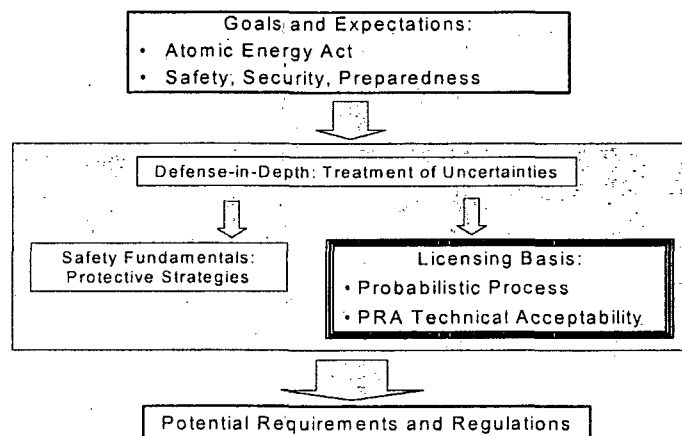 Goals and Expectations:
• Atomic Energy Act
• Safety, Security, Preparedness
Defense-in-Depth: Treatment of Uncertainties
Safety Fundamentals:
Protective Strategies
Licensing Basis:
• Probabilistic Process
• PRA Technical Acceptability
Potential Requirements and Regulations